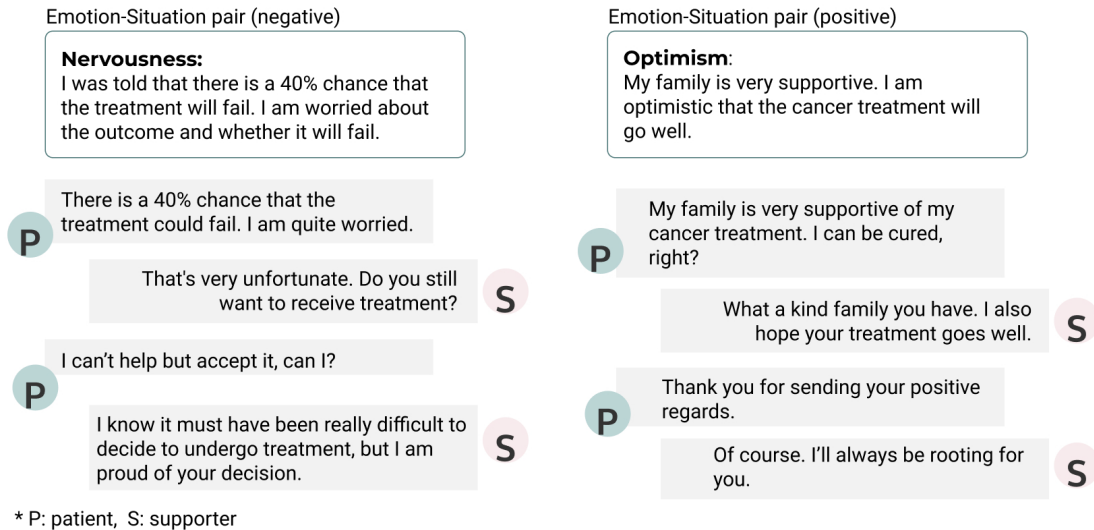 Emotion-Situation pair (negative)
Nervousness:
I was told that there is a 40% chance that
the treatment will fail. I am worried about
the outcome and whether it will fail.
P
There is a 40% chance that the
treatment could fail. I am quite worried.
That's very unfortunate. Do you still
want to receive treatment?
S
P
I can’t help but accept it, can I?
I know it must have been really difficult to
decide to undergo treatment, but I am
proud of your decision.
S
* P: patient,  S: supporter
Emotion-Situation pair (positive)
Optimism:
My family is very supportive. I am
optimistic that the cancer treatment will
go well.
P
My family is very supportive of my
cancer treatment. I can be cured,
right?
What a kind family you have. I also
hope your treatment goes well.
S
P
Thank you for sending your positive
regards.
Of course. I’ll always be rooting for
you.
S